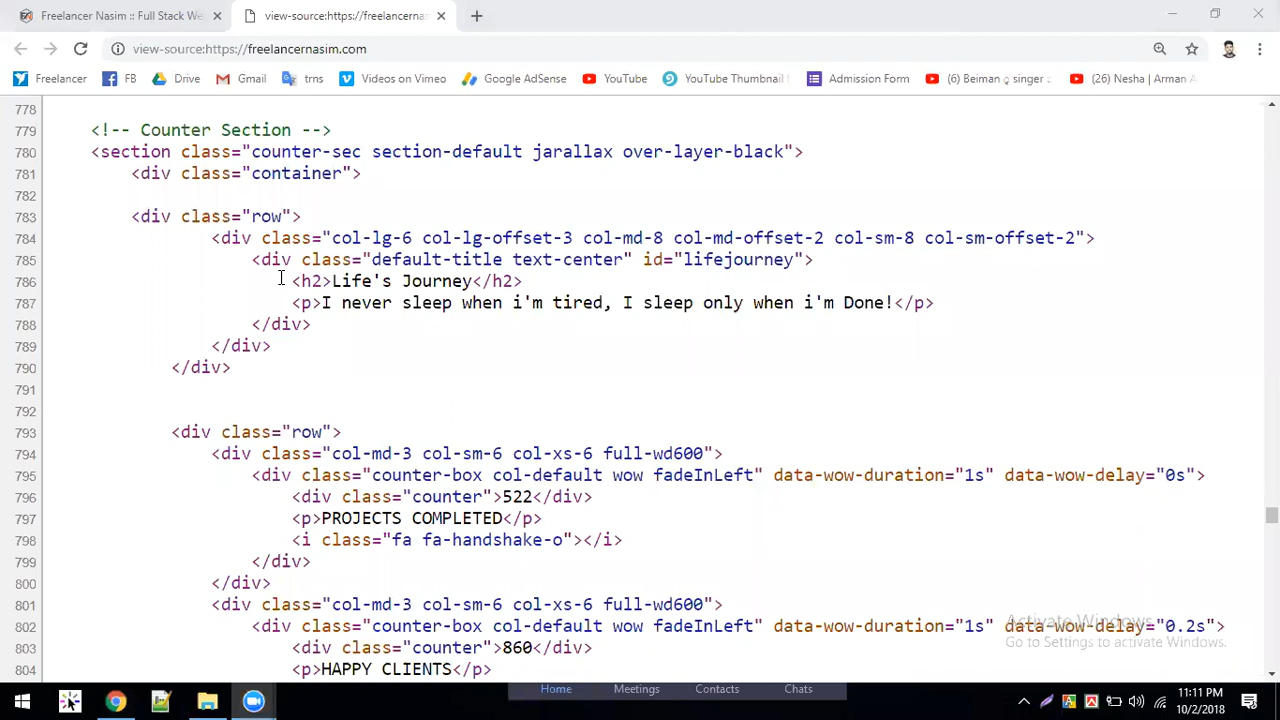 Freelancer Nasim :: Full Stack We
view-source:https://freelancernas
view-source:https://freelancernasim.com
Freelancer
FB
Drive
Gmail
trns
Videos on Vimeo
Google AdSense
YouTube
YouTube Thumbnail
Admission Form
(6) Beiman q singer :
(26) Nesha | Arman A
778
779 <!-- Counter Section -->
780 <section class="counter-sec section-default jarallax over-layer-black">
781 <div class="container">
782
783 <div class="row">
784 <div class="col-lg-6 col-lg-offset-3 col-md-8 col-md-offset-2 col-sm-8 col-sm-offset-2">
785 <div class="default-title text-center" id="lifejourney">
786 <h2>Life's Journey</h2>
787 <p>I never sleep when i'm tired, I sleep only when i'm Done!</p>
788 </div>
789 </div>
790 </div>
791
792
793 <div class="row">
794 <div class="col-md-3 col-sm-6 col-xs-6 full-wd600">
795 <div class="counter-box col-default wow fadeInLeft" data-wow-duration="1s" data-wow-delay="0s">
796 <div class="counter">522</div>
797 <p>PROJECTS COMPLETED</p>
798 <i class="fa fa-handshake-o"></i>
799 </div>
800 </div>
801 <div class="col-md-3 col-sm-6 col-xs-6 full-wd600">
802 <div class="counter-box col-default wow fadeInLeft" data-wow-duration="1s" data-wow-delay="0.2s">
803 <div class="counter">860</div>
804 <p>HAPPY CLIENTS</p>
Activate Windows
Go to Settings to activate Windows.
Home
Meetings
Contacts
Chats
11:11 PM
10/2/2018